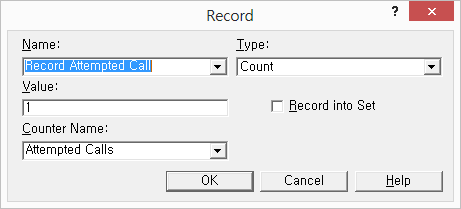 Record
?
Name:
Type:
Record Attempted Call
Count
Value:
1
Record into Set
Counter Name:
Attempted Calls
OK
Cancel
Help